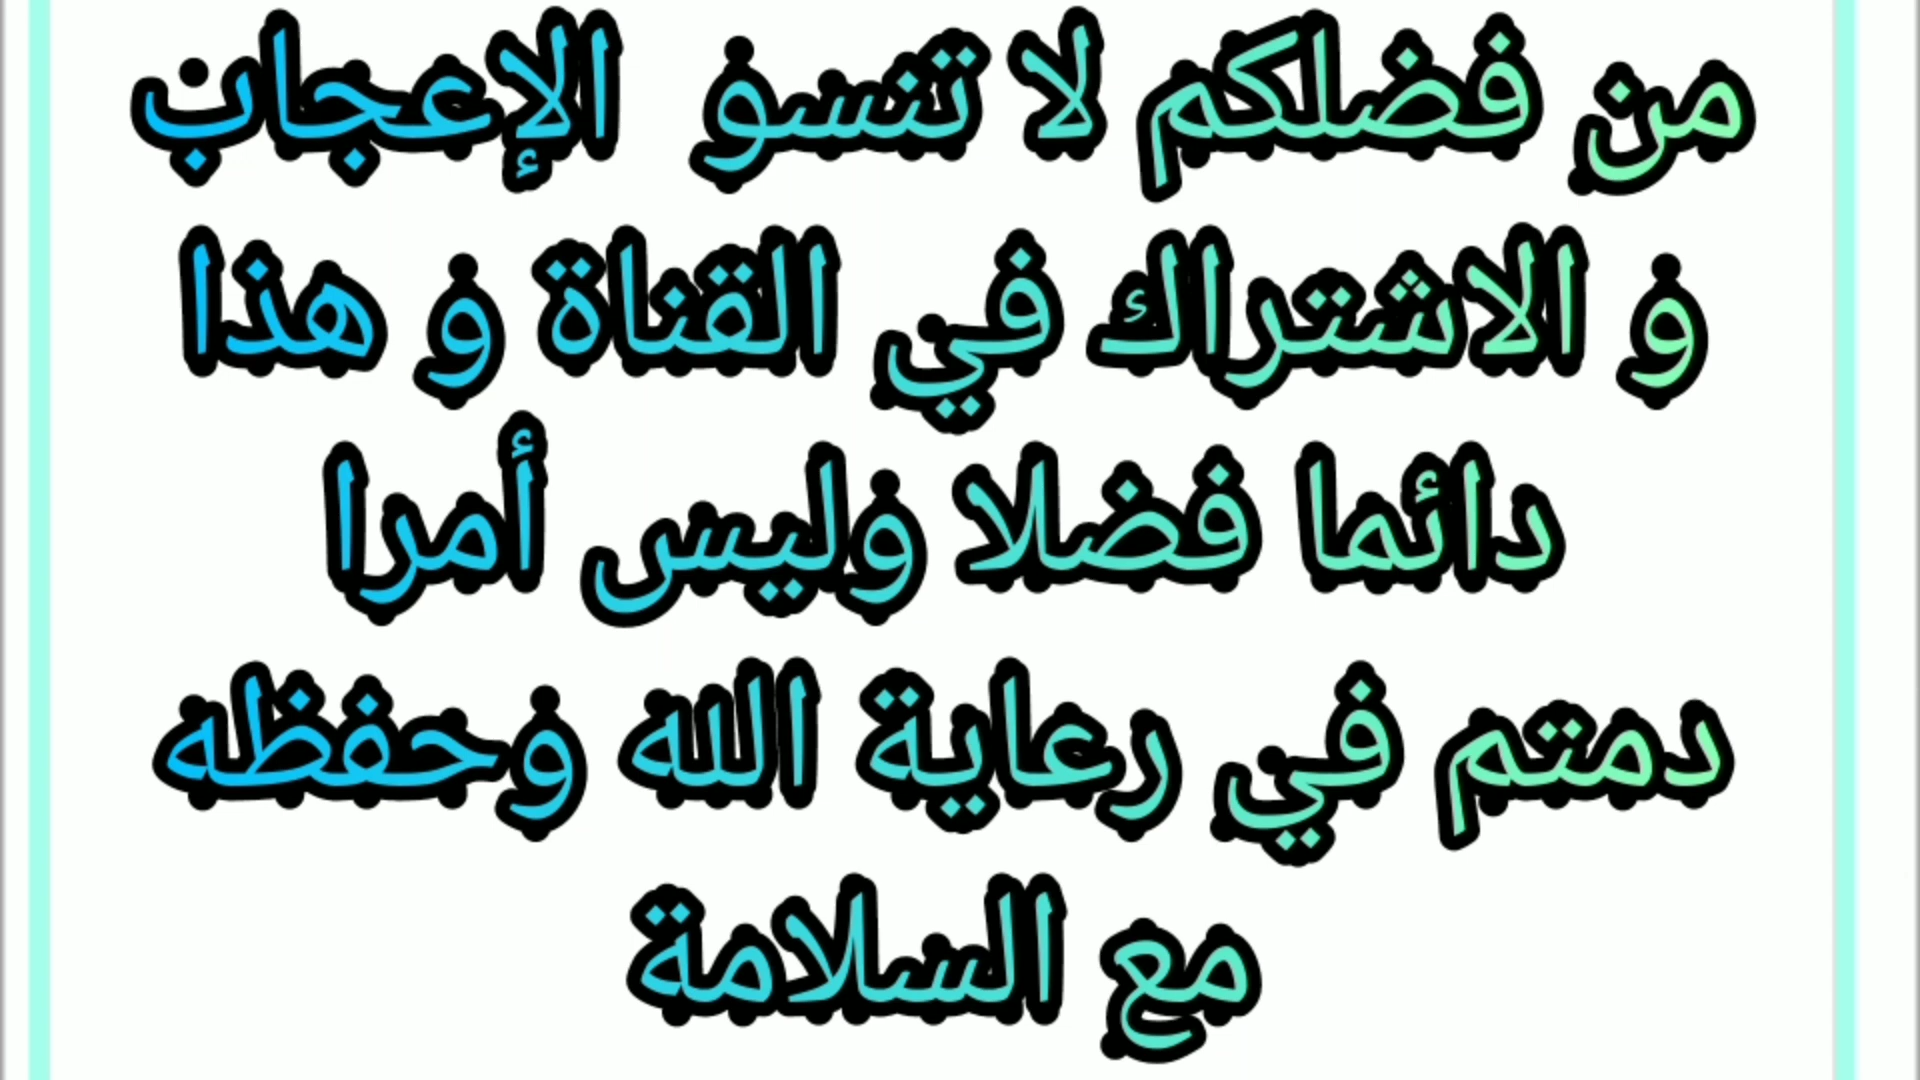 من فضلكم لا تنسو الإعجاب
و الاشتراك في القناة و هذا
دائما فضلا وليس أمرا
دمتم في رعاية الله وحفظه
مع السلامة